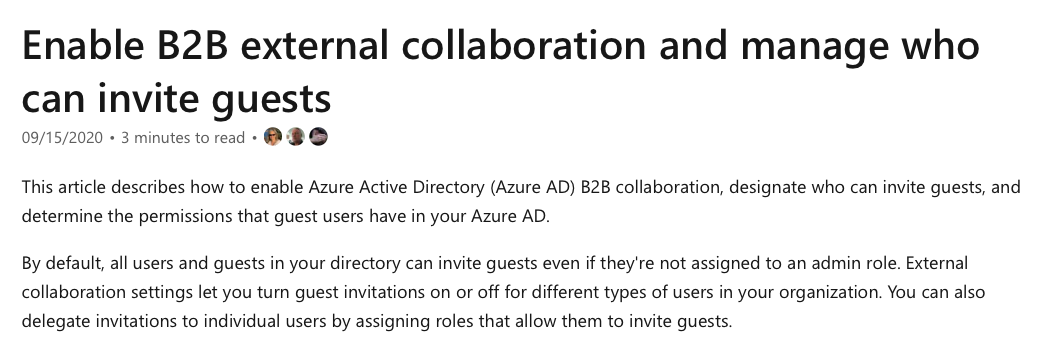 Enable B2B external collaboration and manage who
can invite guests
09/15/2020 • 3 minutes to read •
This article describes how to enable Azure Active Directory (Azure AD) B2B collaboration, designate who can invite guests, and
determine the permissions that guest users have in your Azure AD.
By default, all users and guests in your directory can invite guests even if they're not assigned to an admin role. External
collaboration settings let you turn guest invitations on or off for different types of users in your organization. You can also
delegate invitations to individual users by assigning roles that allow them to invite guests.